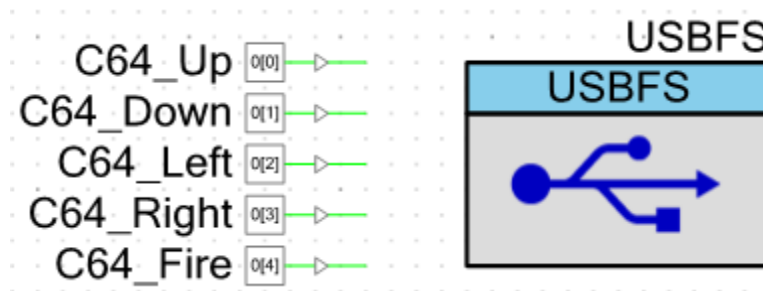 USBFS
C64_Up 0[0]
USBFS
C64_Down 0[1]
C64_Left 0[2]
C64_Right 0[3]
C64_Fire 0[4]